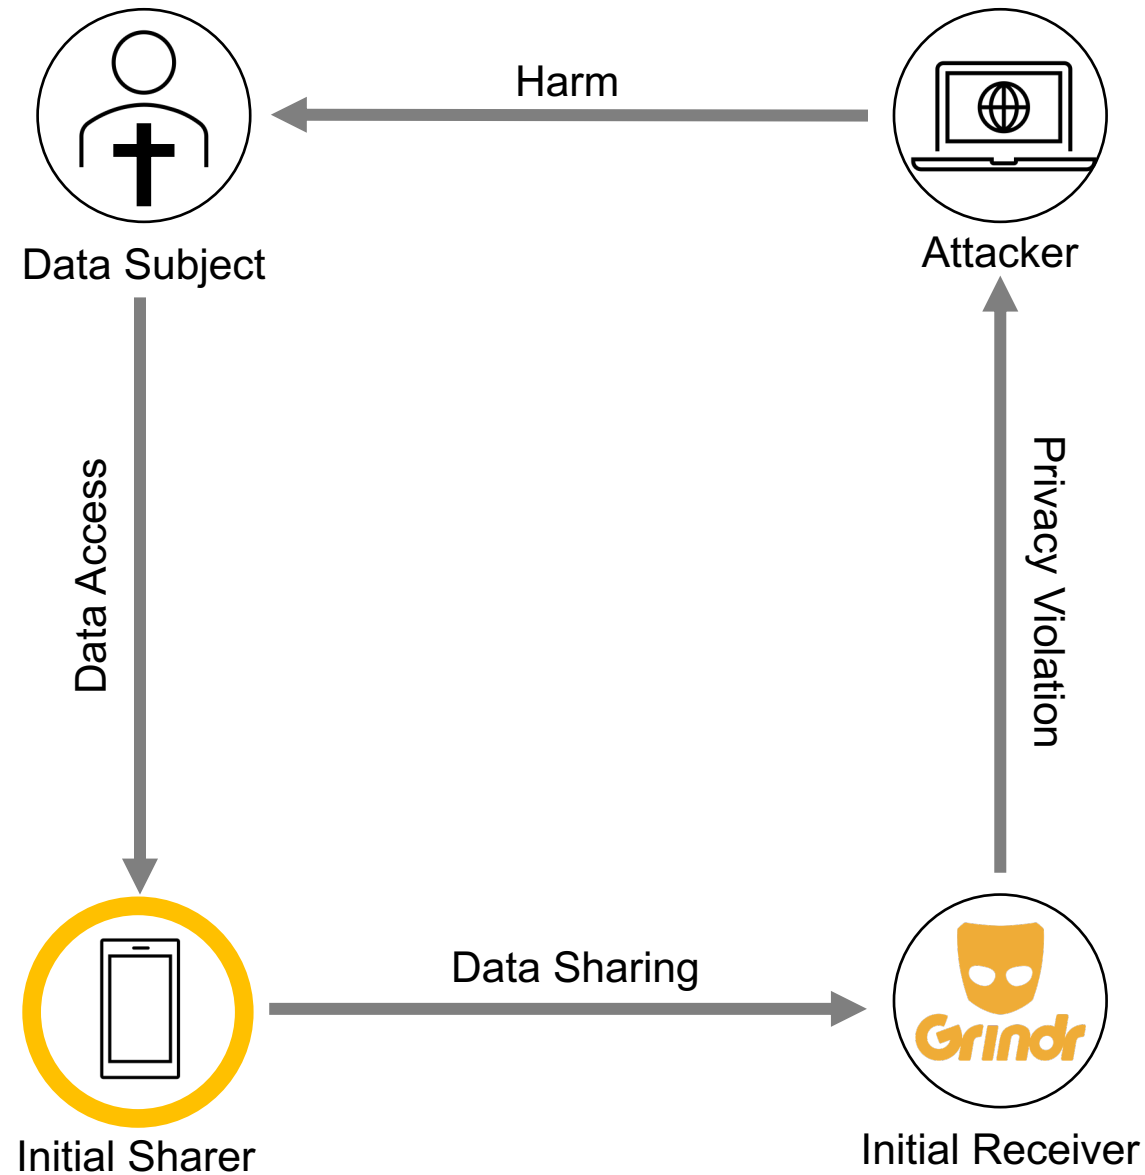 Harm
Data Subject
Attacker
Data Access
Privacy Violation
Data Sharing
Grindr
Initial Sharer
Initial Receiver